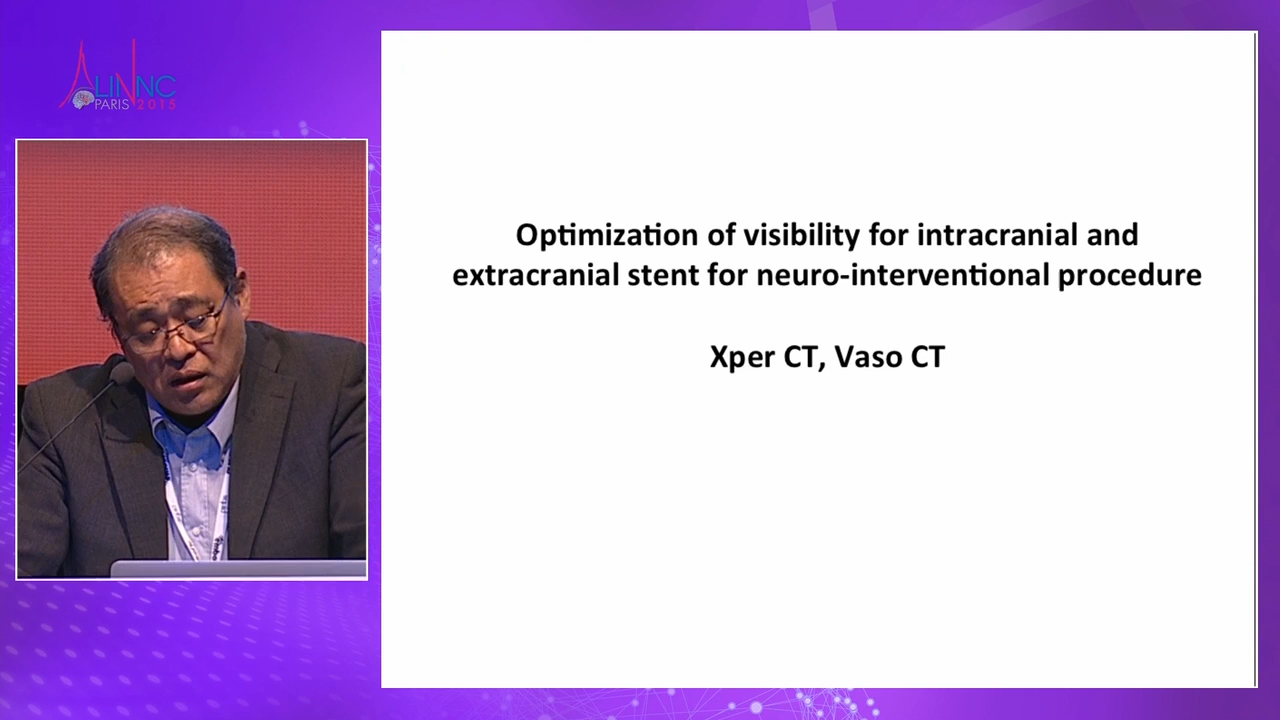 LINNC
PARIS 2015
Optimization of visibility for intracranial and
extracranial stent for neuro-interventional procedure
Xper CT, Vaso CT